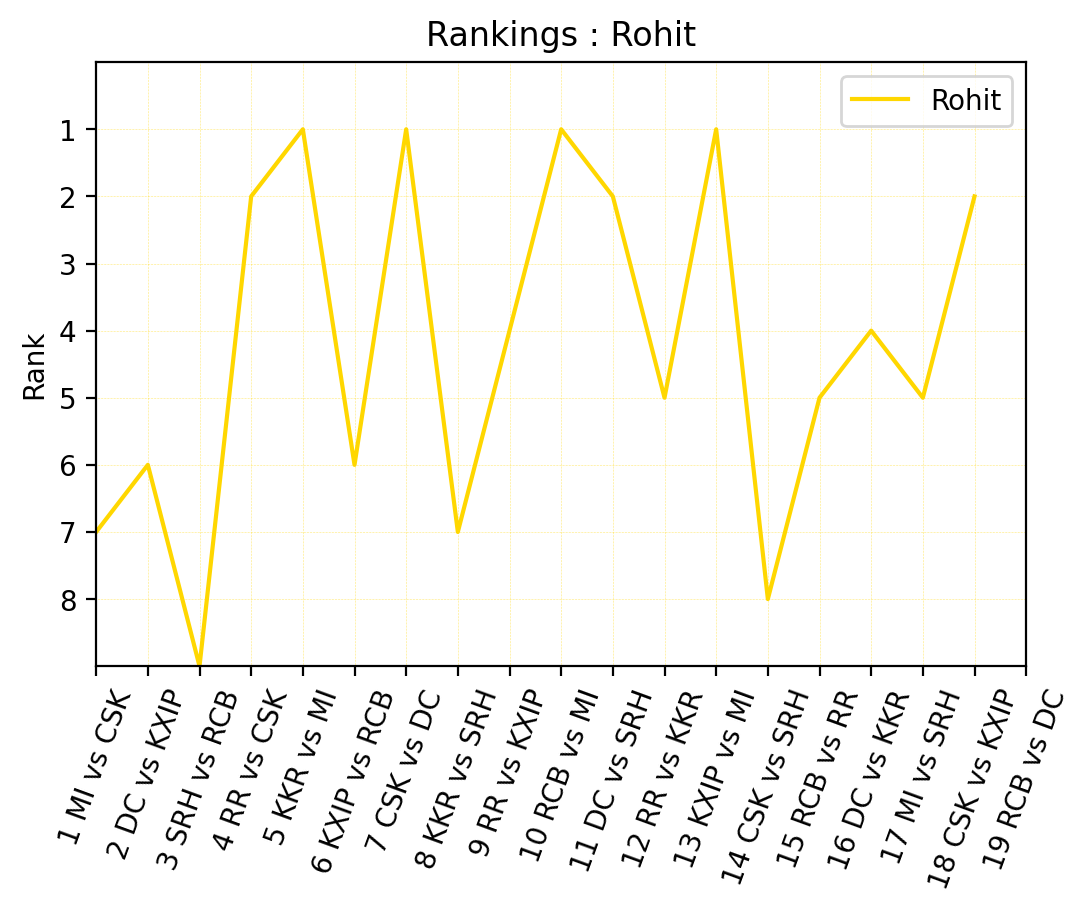 Rankings : Rohit
Rohit
Rank
1
2
3
4
5
6
7
8
1 MI vs CSK
2 DC vs KXIP
3 SRH vs RCB
4 RR vs CSK
5 KKR vs MI
6 KXIP vs RCB
7 CSK vs DC
8 KKR vs SRH
9 RR vs KXIP
10 RCB vs MI
11 DC vs SRH
12 RR vs KKR
13 KXIP vs MI
14 CSK vs SRH
15 RCB vs RR
16 DC vs KKR
17 MI vs SRH
18 CSK vs KXIP
19 RCB vs DC